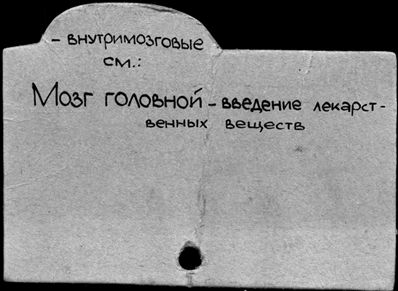 - внутримозговые
см.:
Мозг головной - введение лекарст-
венных веществ